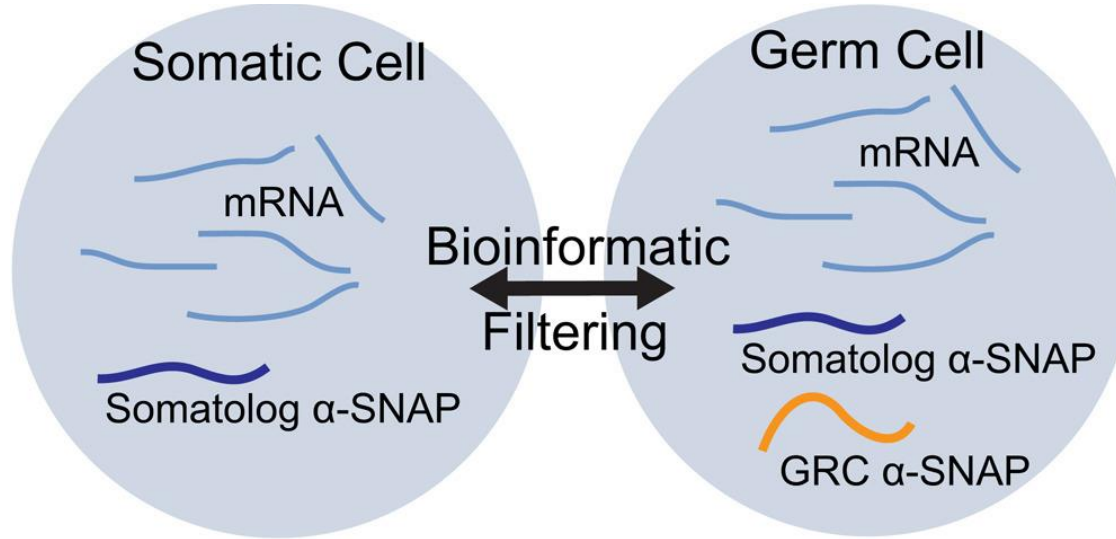 Somatic Cell
mRNA
Somatolog α-SNAP
Bioinformatic
Filtering
Germ Cell
mRNA
Somatolog α-SNAP
GRC α-SNAP